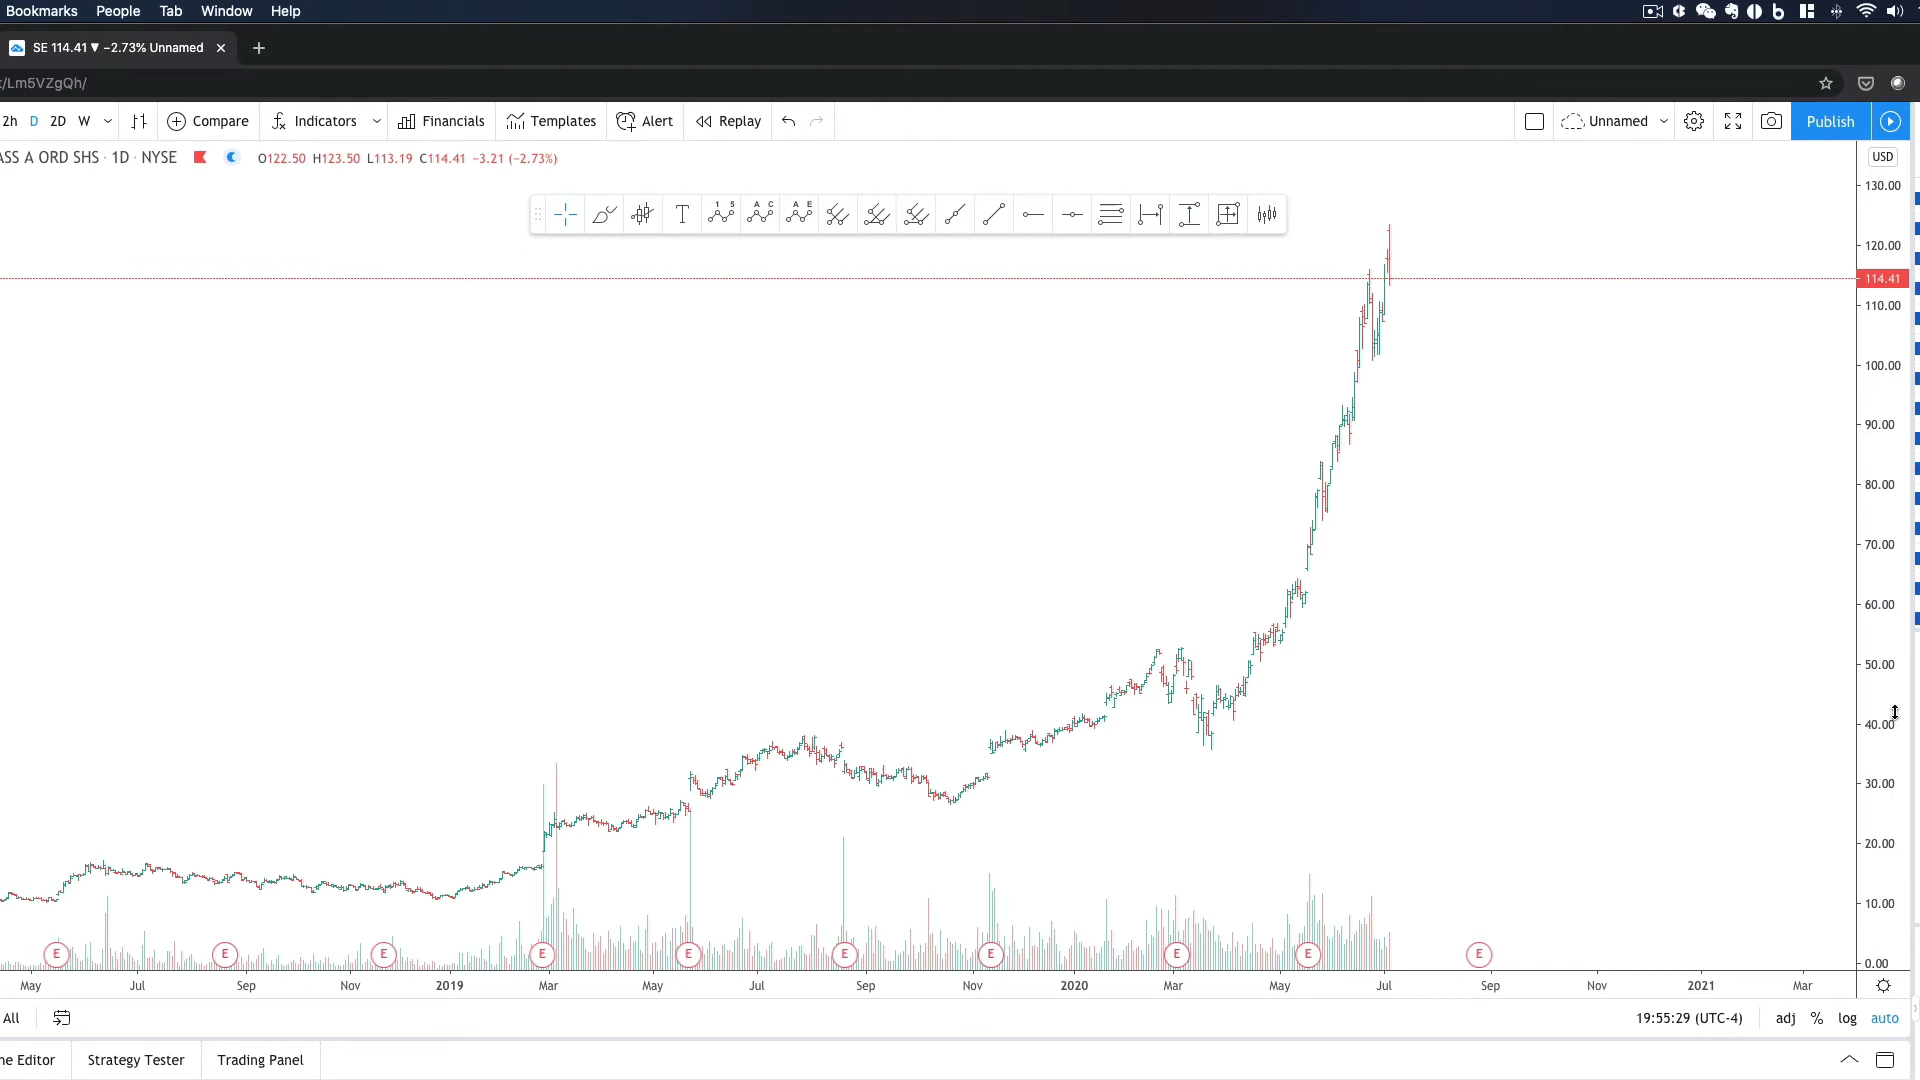 Bookmarks People Tab Window Help
SE 114.41 ▼ −2.73% Unnamed
t/Lm5VZgQh/
2h D 2D W Compare Indicators Financials Templates Alert Replay Unnamed Publish
ASS A ORD SHS · 1D · NYSE O122.50 H123.50 L113.19 C114.41 −3.21 (−2.73%)
USD
130.00
T 1 5 A C A E
120.00
114.41
110.00
100.00
90.00
80.00
70.00
60.00
50.00
40.00
30.00
20.00
10.00
E E E E E E E E E E
0.00
May Jul Sep Nov 2019 Mar May Jul Sep Nov 2020 Mar May Jul Sep Nov 2021 Mar
All 19:55:29 (UTC-4) adj % log auto
ne Editor Strategy Tester Trading Panel